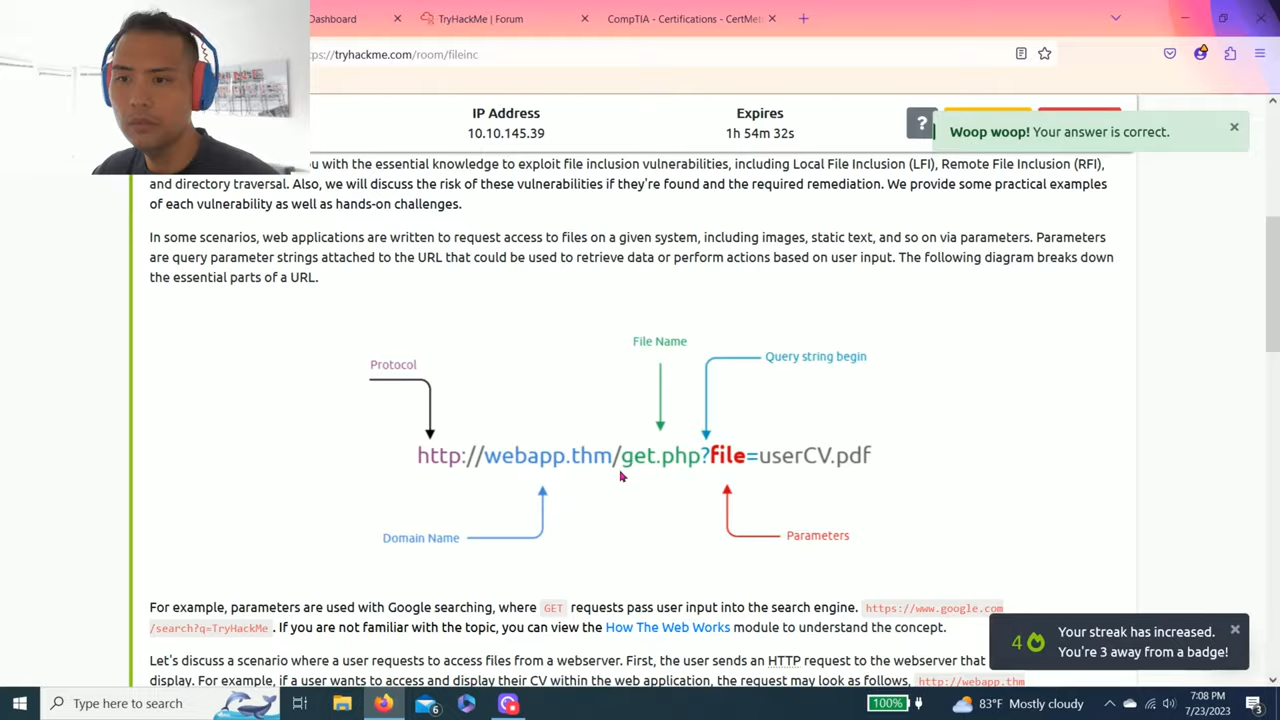 Dashboard
TryHackMe | Forum
CompTIA - Certifications - CertMe
ps://tryhackme.com/room/fileinc
IP Address
Expires
10.10.145.39
1h 54m 32s
?
Woop woop! Your answer is correct.
with the essential knowledge to exploit file inclusion vulnerabilities, including Local File Inclusion (LFI), Remote File Inclusion (RFI),
and directory traversal. Also, we will discuss the risk of these vulnerabilities if they're found and the required remediation. We provide some practical examples
of each vulnerability as well as hands-on challenges.
In some scenarios, web applications are written to request access to files on a given system, including images, static text, and so on via parameters. Parameters
are query parameter strings attached to the URL that could be used to retrieve data or perform actions based on user input. The following diagram breaks down
the essential parts of a URL.
File Name
Query string begin
Protocol
http://webapp.thm/get.php?file=userCV.pdf
Domain Name
Parameters
For example, parameters are used with Google searching, where GET requests pass user input into the search engine. https://www.google.com
/search?q=TryHackMe. If you are not familiar with the topic, you can view the How The Web Works module to understand the concept.
Your streak has increased.
4
You're 3 away from a badge!
Let's discuss a scenario where a user requests to access files from a webserver. First, the user sends an HTTP request to the webserver that
display. For example, if a user wants to access and display their CV within the web application, the request may look as follows, http://webapp.thm
Type here to search
6
100%
83°F Mostly cloudy
7:08 PM
7/23/2023
3